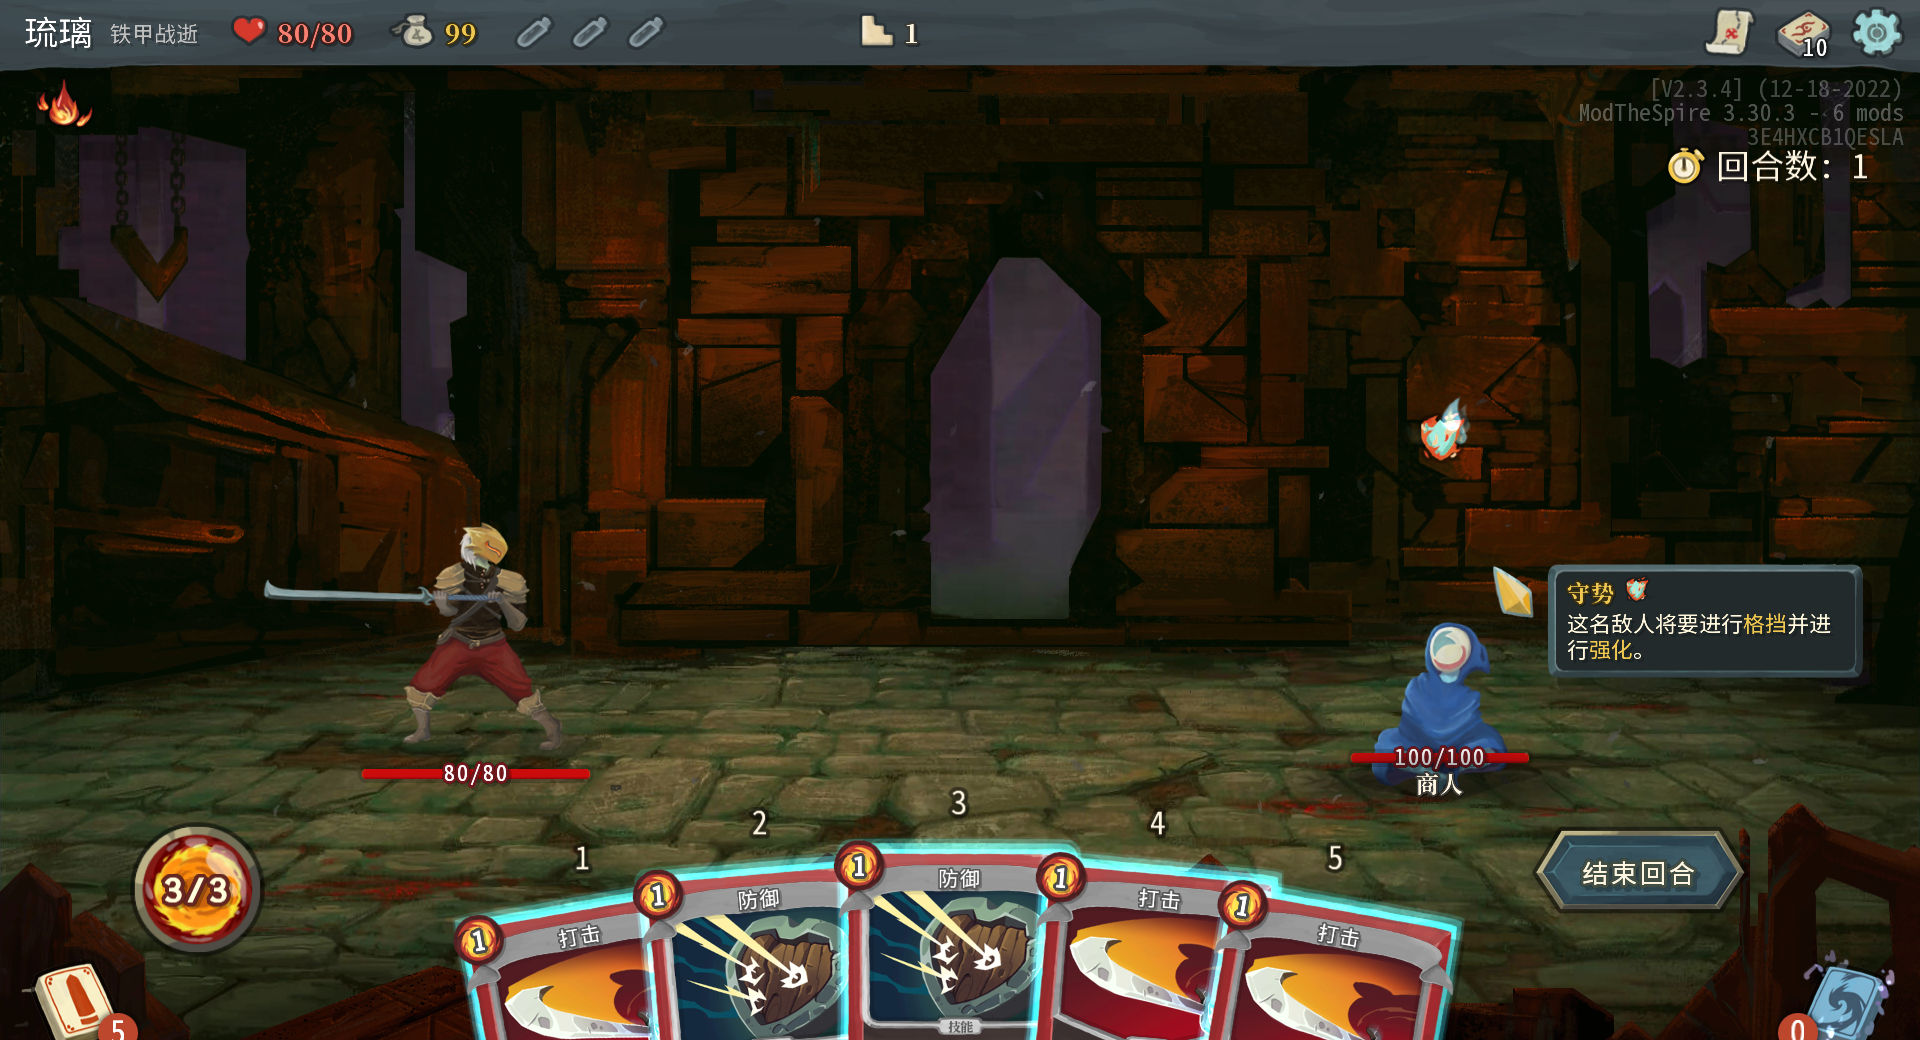 琉璃 铁甲战逝 80/80 99 1 10
[V2.3.4] (12-18-2022)
ModTheSpire 3.30.3 - 6 mods
3E4HXCB1QESLA
回合数： 1
守势
这名敌人将要进行格挡并进
行强化。
80/80
100/100
商人
1 2 3 4 5
3/3
1 打击
1 防御
1 防御
技能
1 打击
1 打击
结束回合
5
0